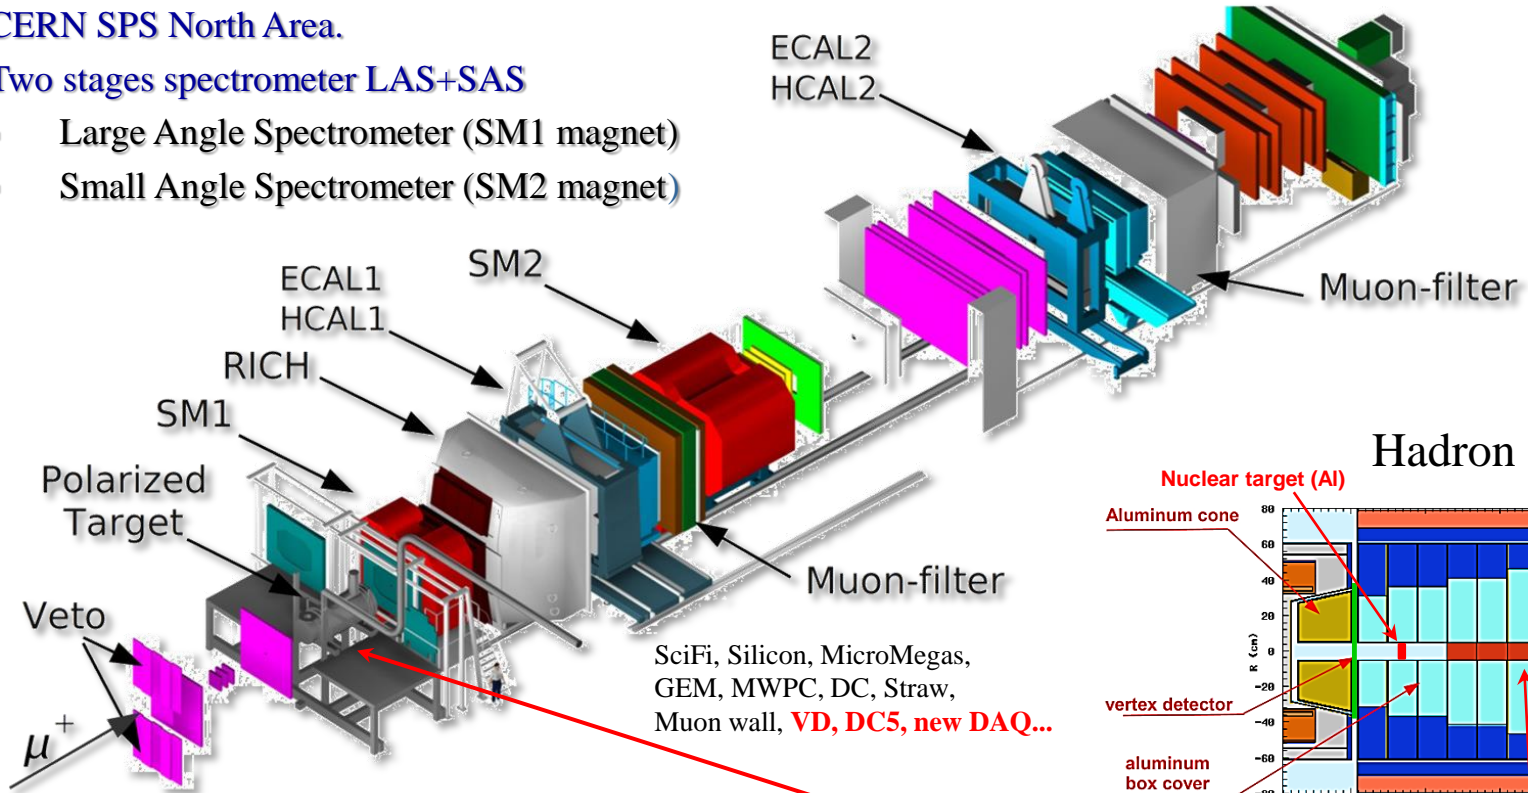 CERN SPS North Area.
Two stages spectrometer LAS+SAS
Large Angle Spectrometer (SM1 magnet)
Small Angle Spectrometer (SM2 magnet)
ECAL2
HCAL2
Muon-filter
SM2
ECAL1
HCAL1
RICH
SM1
Polarized
Target
Veto
μ+
Muon-filter
SciFi, Silicon, MicroMegas,
GEM, MWPC, DC, Straw,
Muon wall, VD, DC5, new DAQ...
Hadron
Nuclear target (Al)
Aluminum cone
vertex detector
aluminum
box cover
R (cm)
80
60
40
20
0
-20
-40
-60
-80